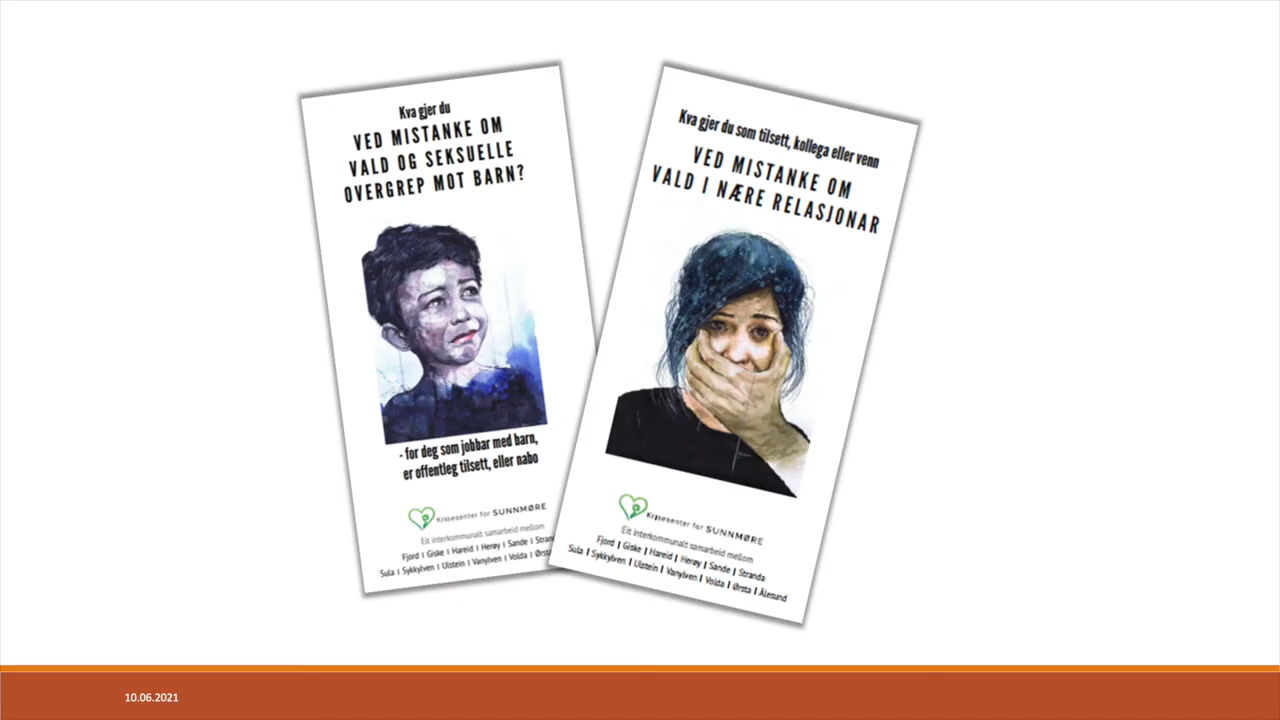 Kva gjer du
VED MISTANKE OM
VALD OG SEKSUELLE
OVERGREP MOT BARN?
- for deg som jobbar med barn,
er offentleg tilsett, eller nabo
Krisesenter for SUNNMØRE
Eit interkommunalt samarbeid mellom
Fjord I Giske I Hareid I Herøy I Sande I
Sula I Sykkylven I Ulstein I Vanylven I Volda I
Kva gjer du som tilsett, kollega eller venn
VED MISTANKE OM
VALD I NÆRE RELASJONAR
Krisesenter for SUNNMØRE
Eit interkommunalt samarbeid mellom
Fjord I Giske I Hareid I Herøy I Sande I Stranda
Sula I Sykkylven I Ulstein I Vanylven I Volda I Ørsta I Ålesund
10.06.2021